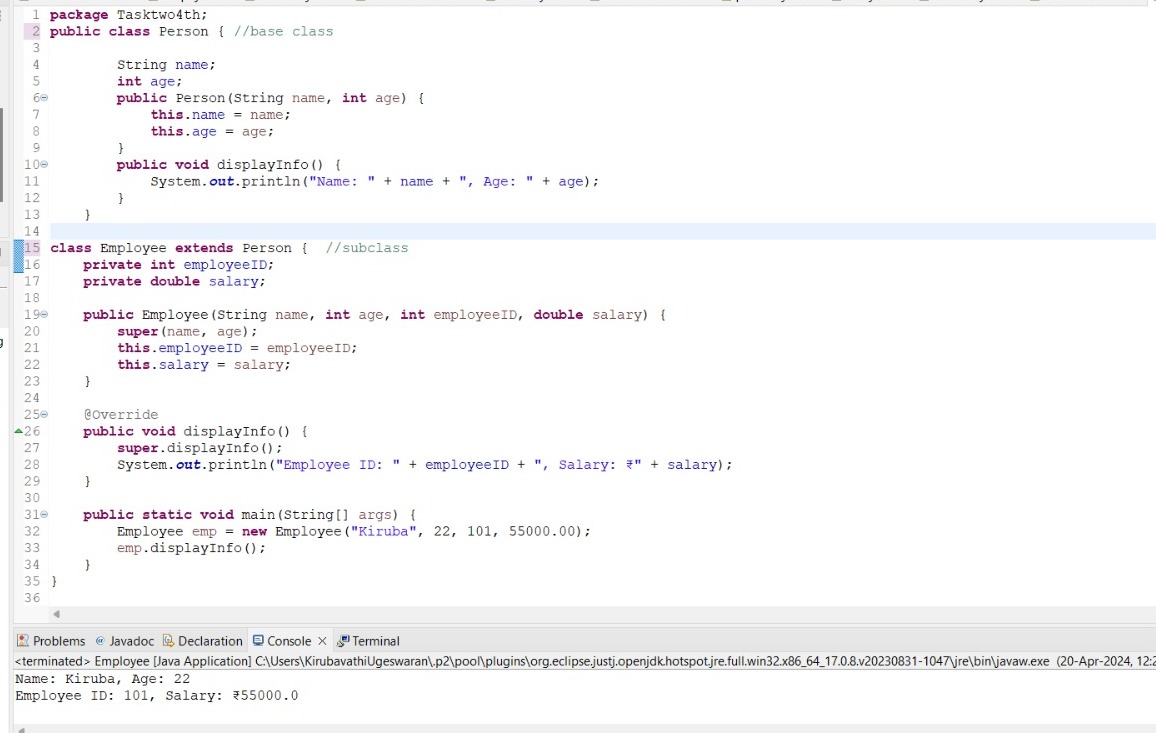 1 package Tasktwo4th;
2 public class Person { //base class
3
4 String name;
5 int age;
6 public Person(String name, int age) {
7 this.name = name;
8 this.age = age;
9 }
10 public void displayInfo() {
11 System.out.println("Name: " + name + ", Age: " + age);
12 }
13 }
14
15 class Employee extends Person { //subclass
16 private int employeeID;
17 private double salary;
18
19 public Employee(String name, int age, int employeeID, double salary) {
20 super(name, age);
21 this.employeeID = employeeID;
22 this.salary = salary;
23 }
24
25 @Override
26 public void displayInfo() {
27 super.displayInfo();
28 System.out.println("Employee ID: " + employeeID + ", Salary: ₹" + salary);
29 }
30
31 public static void main(String[] args) {
32 Employee emp = new Employee("Kiruba", 22, 101, 55000.00);
33 emp.displayInfo();
34 }
35 }
36
Problems Javadoc Declaration Console Terminal
<terminated> Employee [Java Application] C:\Users\KirubavathiUgeswaran\.p2\pool\plugins\org.eclipse.justj.openjdk.hotspot.jre.full.win32.x86_64_17.0.8.v20230831-1047\jre\bin\javaw.exe (20-Apr-2024, 12:2
Name: Kiruba, Age: 22
Employee ID: 101, Salary: ₹55000.0